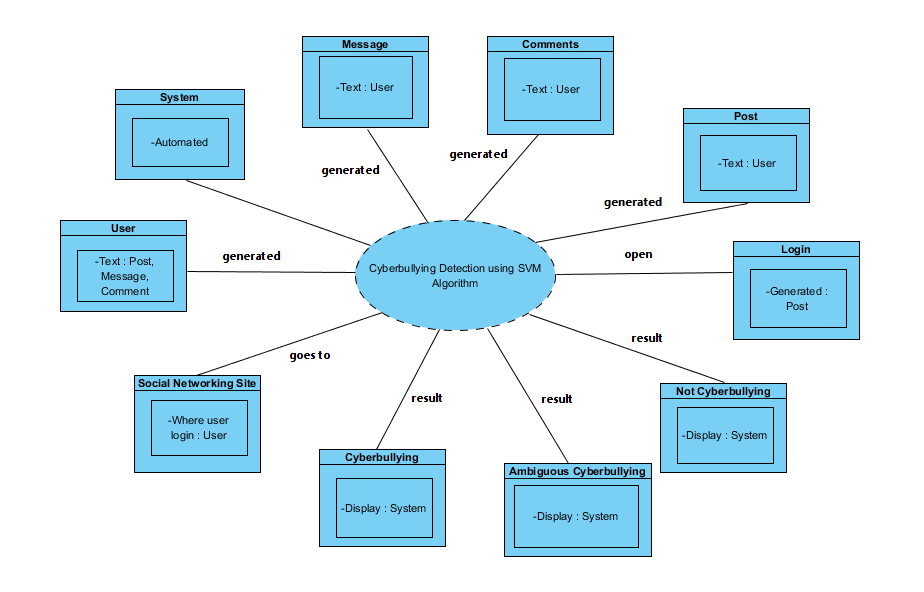 Message
-Text : User
Comments
-Text : User
System
-Automated
Post
-Text : User
generated
generated
generated
User
-Text : Post,
Message,
Comment
generated
Cyberbullying Detection using SVM
Algorithm
open
Login
-Generated :
Post
goes to
result
Social Networking Site
-Where user
login : User
result
result
Not Cyberbullying
-Display : System
Cyberbullying
-Display : System
Ambiguous Cyberbullying
-Display : System